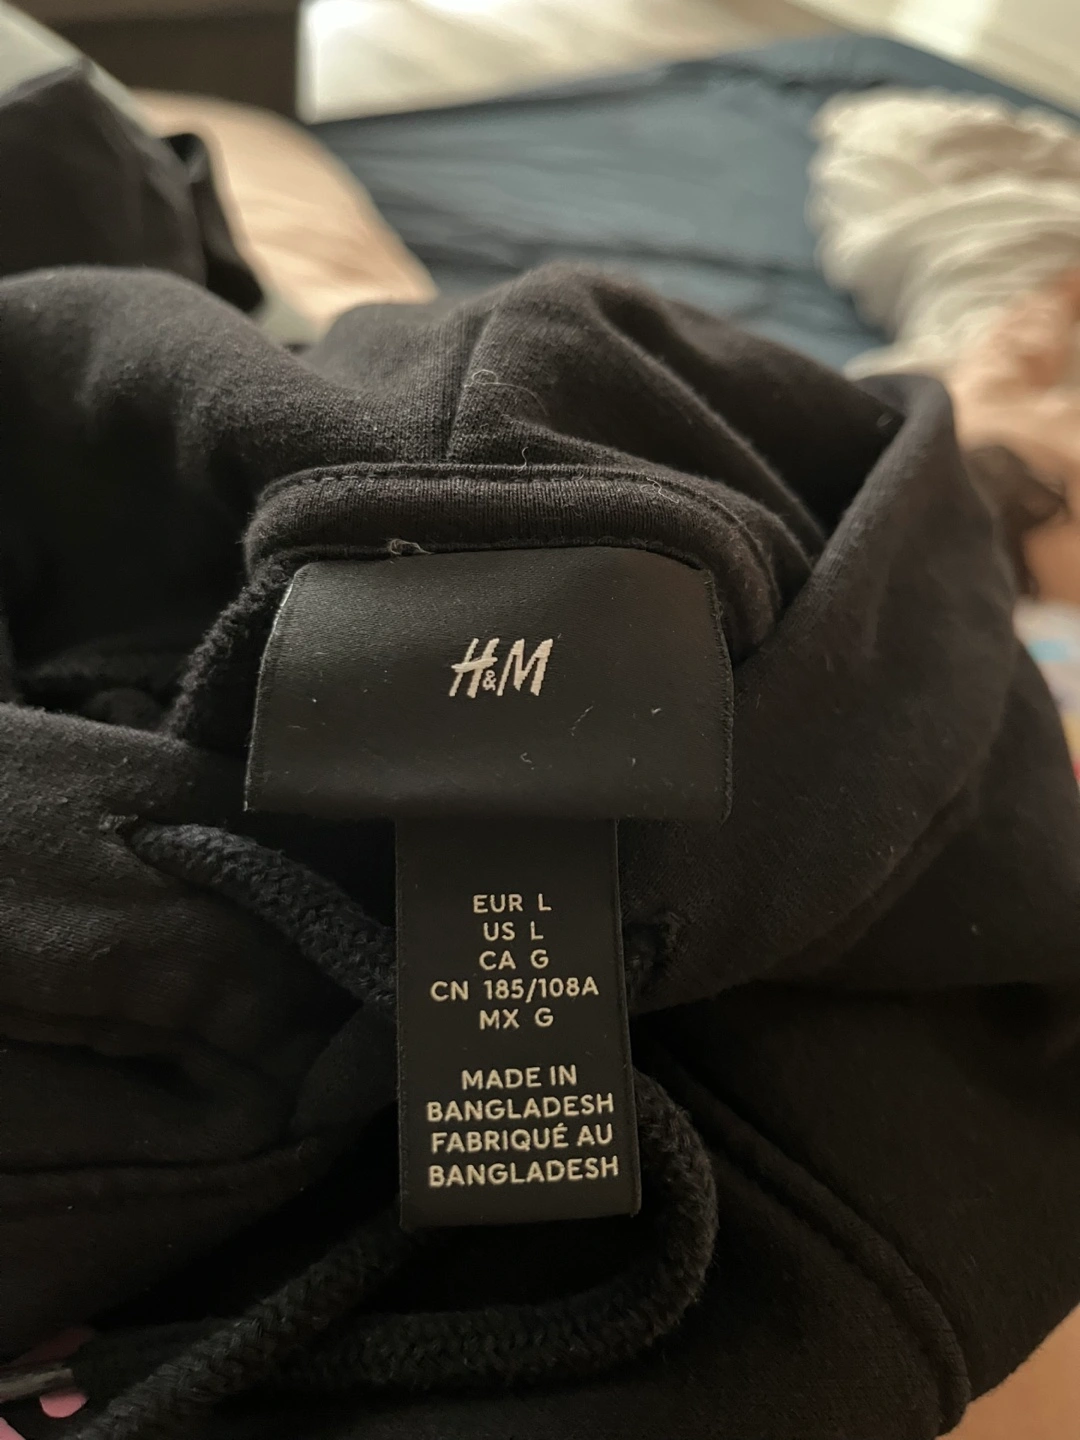 H&M
EUR L
US L
CA G
CN 185/108A
MX G
MADE IN
BANGLADESH
FABRIQUÉ AU
BANGLADESH